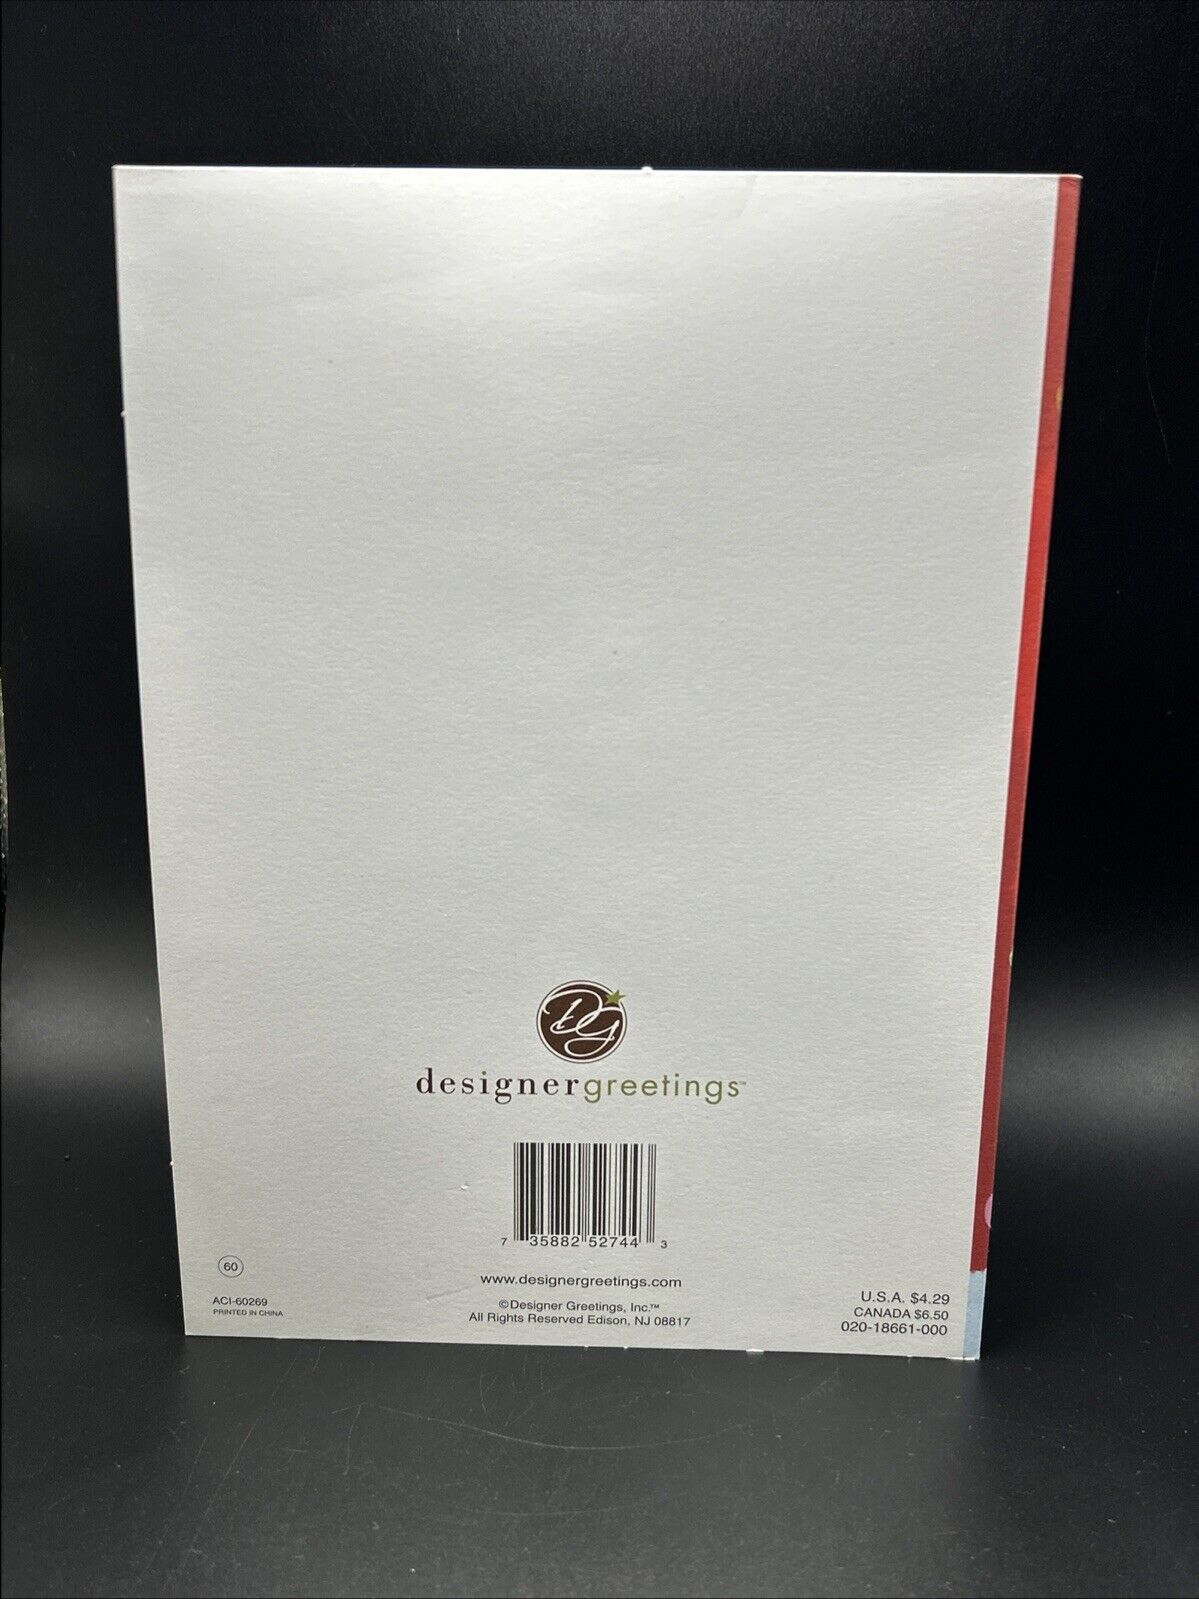 DG
designergreetings™
7 35882 52744 3
60
www.designergreetings.com
ACI-60269
PRINTED IN CHINA
©Designer Greetings, Inc.™
All Rights Reserved Edison, NJ 08817
U.S.A. $4.29
CANADA $6.50
020-18661-000